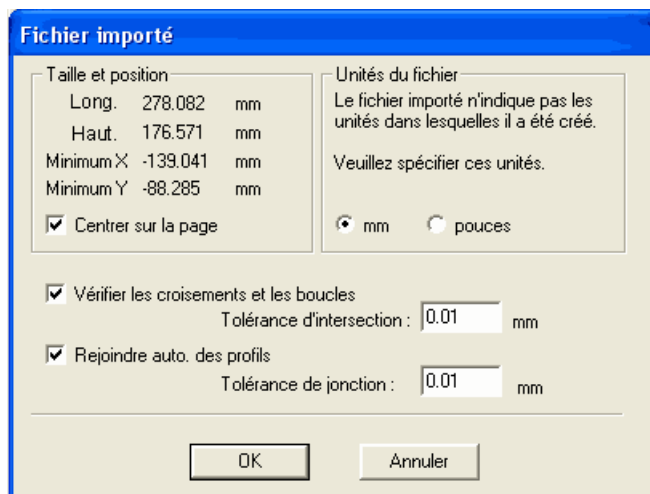 Fichier importé
Taille et position
Long. 278.082 mm
Haut. 176.571 mm
Minimum X -139.041 mm
Minimum Y -88.285 mm
Centrer sur la page
Unités du fichier
Le fichier importé n'indique pas les
unités dans lesquelles il a été créé.
Veuillez spécifier ces unités.
mm pouces
Vérifier les croisements et les boucles
Tolérance d'intersection : 0.01 mm
Rejoindre auto. des profils
Tolérance de jonction : 0.01 mm
OK Annuler